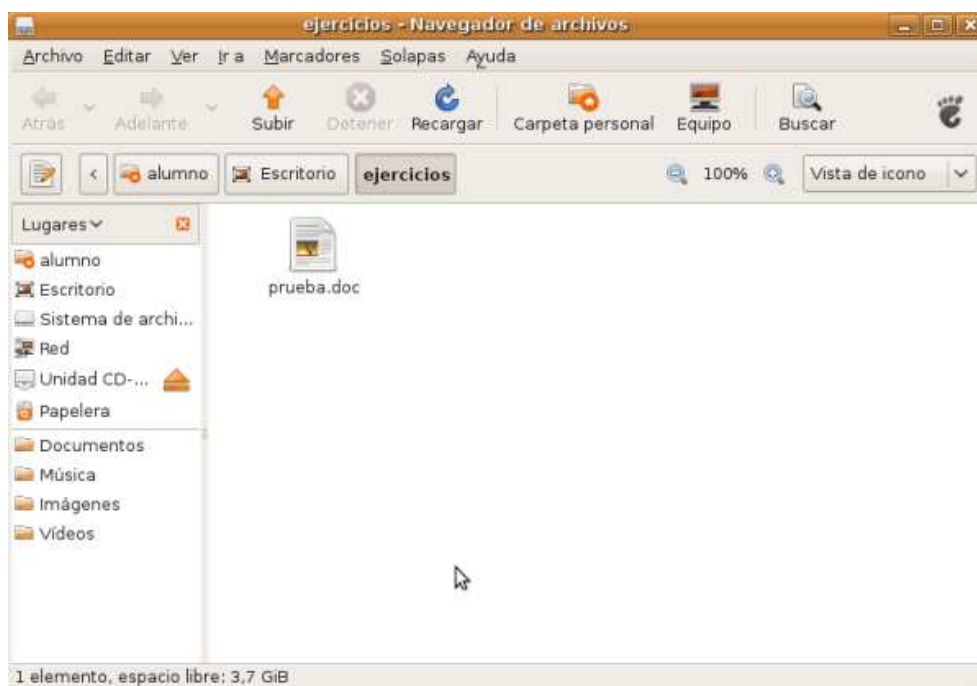 ejercicios - Navegador de archivos
Archivo Editar Ver Ir a Marcadores Solapas Ayuda
Atrás Adelante Subir Detener Recargar Carpeta personal Equipo Buscar
< alumno Escritorio ejercicios 100% Vista de icono
Lugares
alumno
Escritorio
Sistema de archi...
Red
Unidad CD-...
Papelera
Documentos
Música
Imágenes
Vídeos
prueba.doc
1 elemento, espacio libre: 3,7 GiB